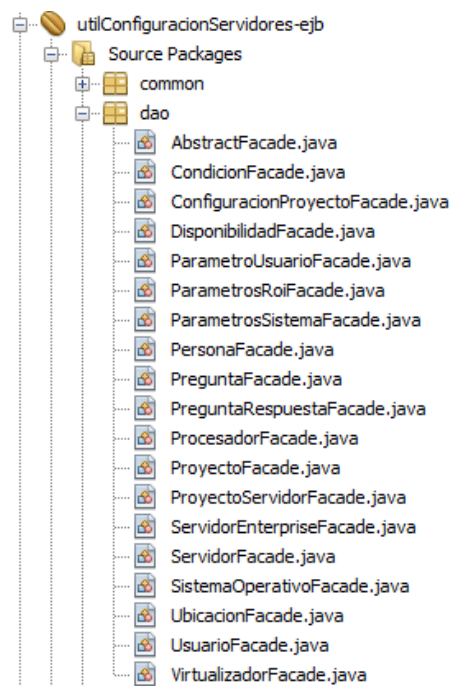 utilConfiguracionServidores-ejb
Source Packages
common
dao
AbstractFacade.java
CondicionFacade.java
ConfiguracionProyectoFacade.java
DisponibilidadFacade.java
ParametroUsuarioFacade.java
ParametrosRoiFacade.java
ParametrosSistemaFacade.java
PersonaFacade.java
PreguntaFacade.java
PreguntaRespuestaFacade.java
ProcesadorFacade.java
ProyectoFacade.java
ProyectoServidorFacade.java
ServidorEnterpriseFacade.java
ServidorFacade.java
SistemaOperativoFacade.java
UbicacionFacade.java
UsuarioFacade.java
VirtualizadorFacade.java